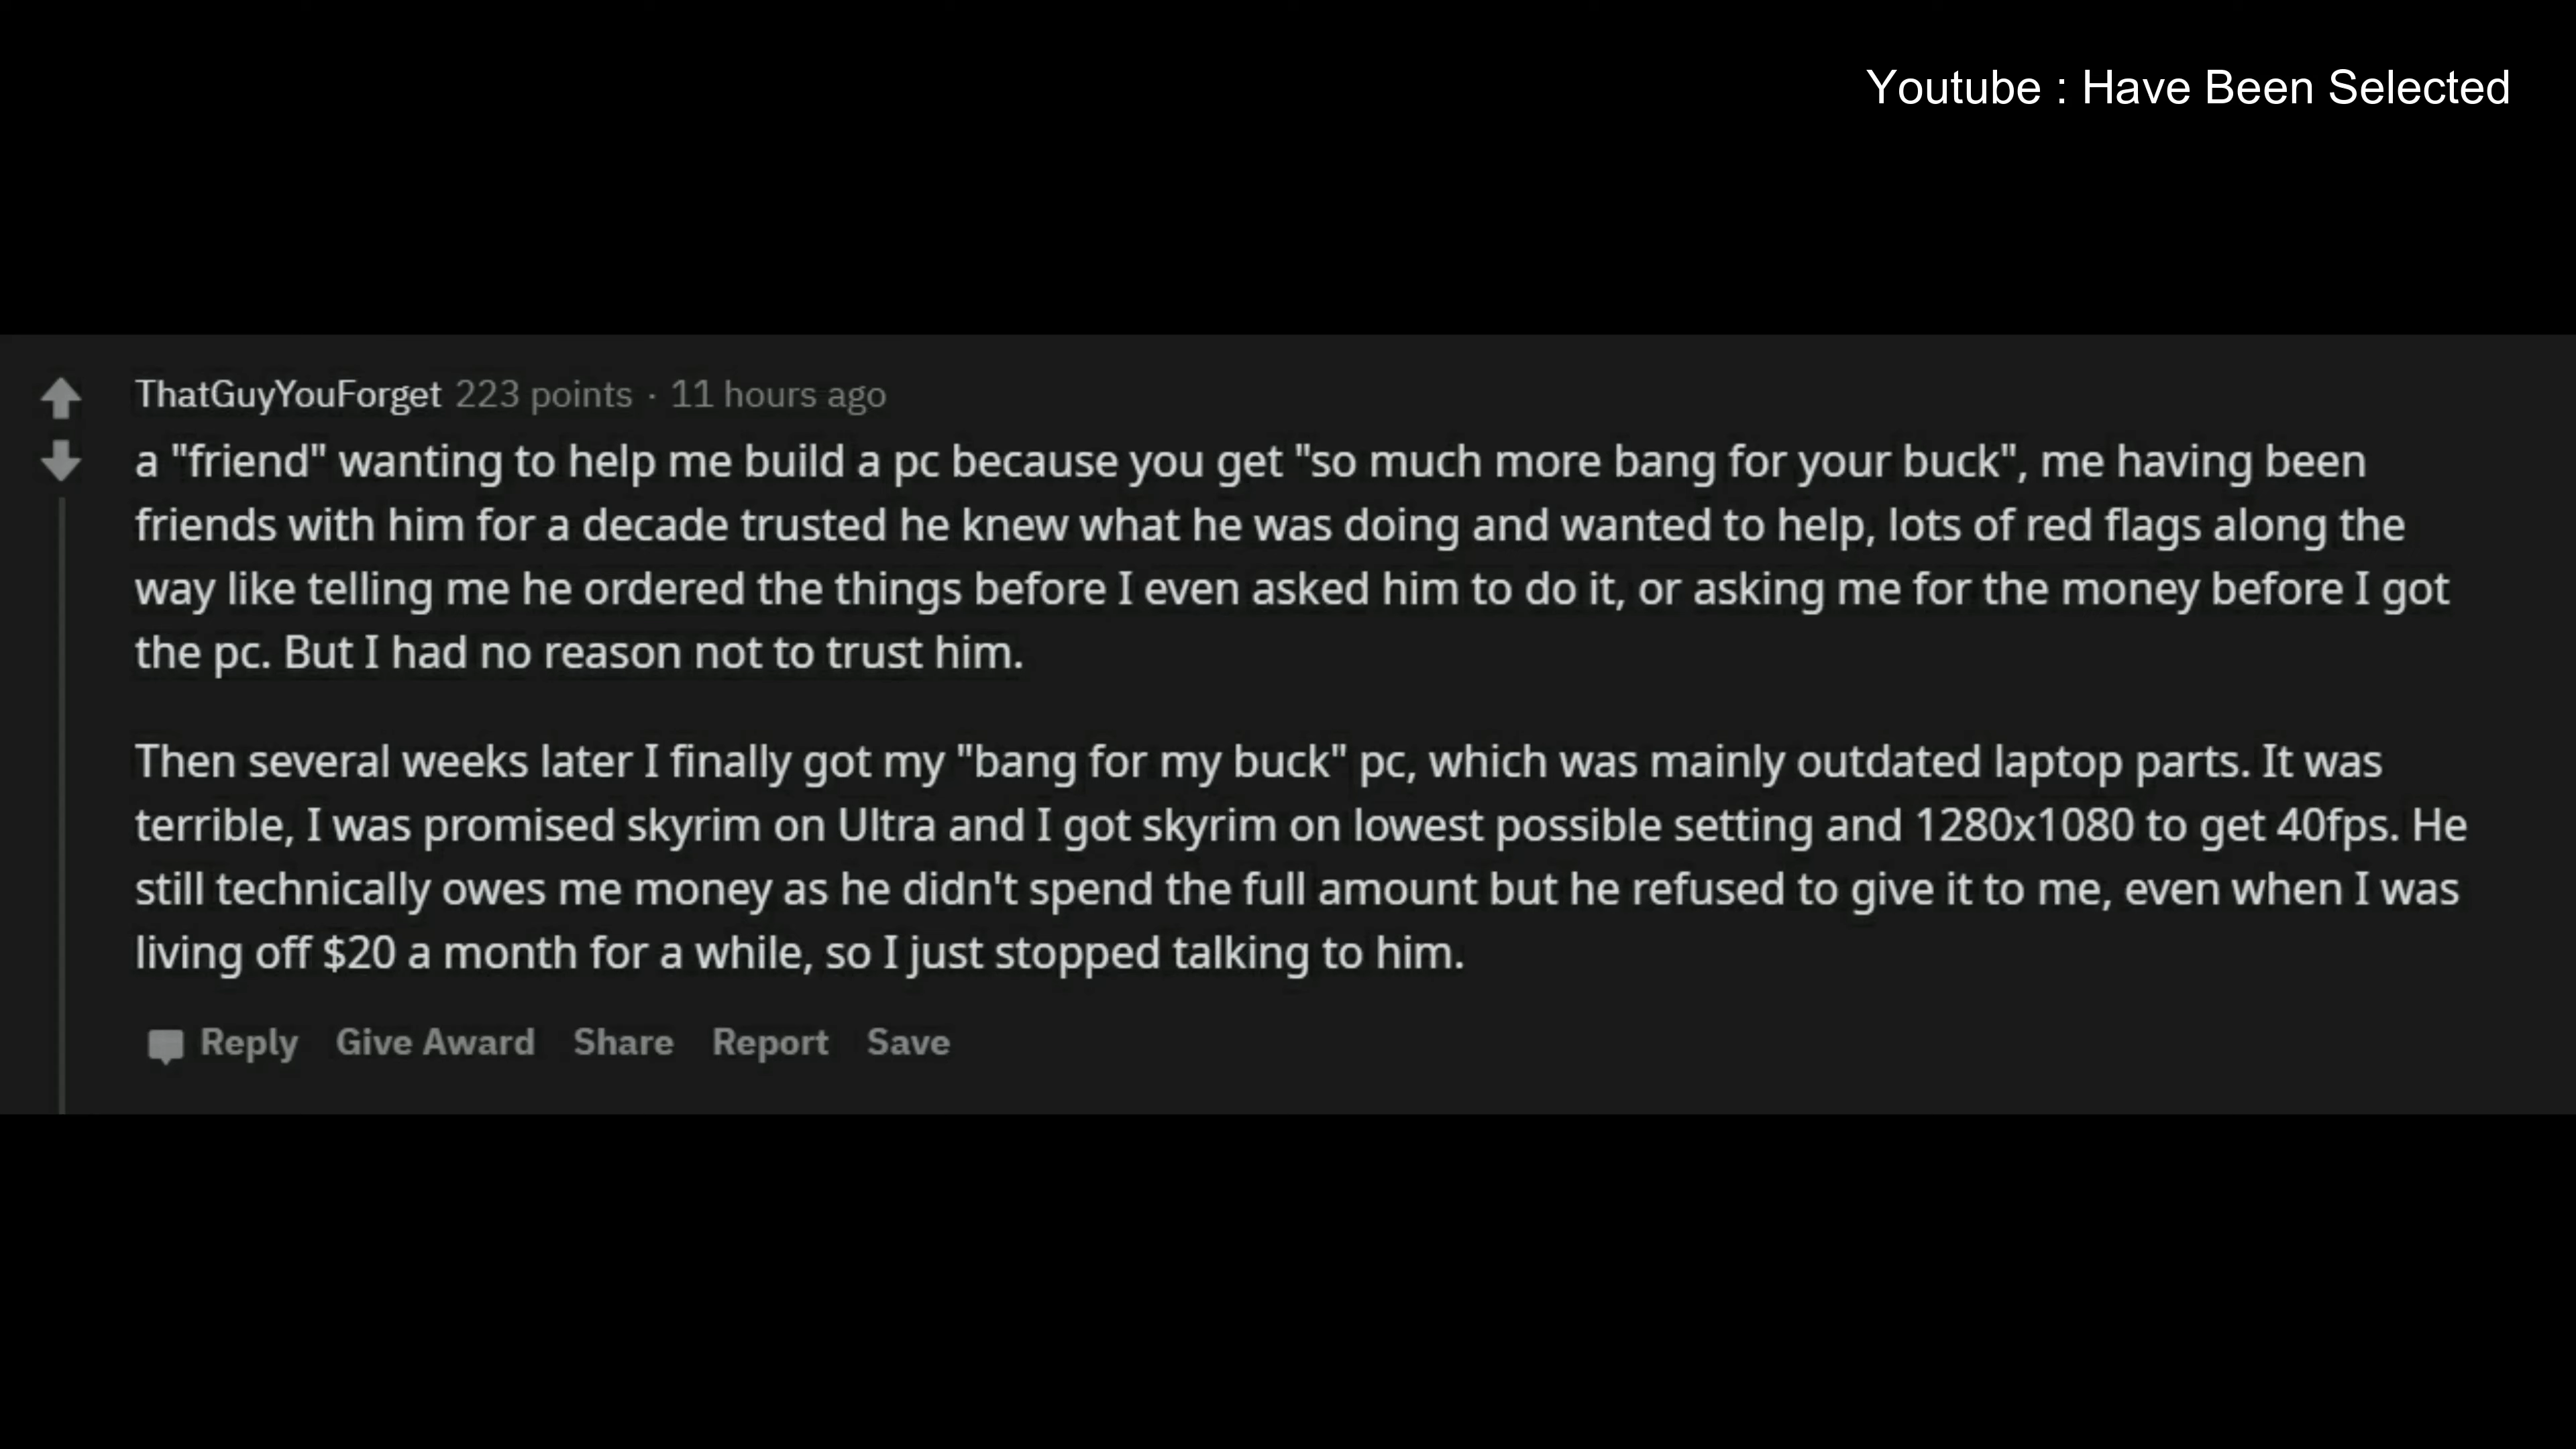 Youtube : Have Been Selected
ThatGuyYouForget 223 points · 11 hours ago
a "friend" wanting to help me build a pc because you get "so much more bang for your buck", me having been
friends with him for a decade trusted he knew what he was doing and wanted to help, lots of red flags along the
way like telling me he ordered the things before I even asked him to do it, or asking me for the money before I got
the pc. But I had no reason not to trust him.
Then several weeks later I finally got my "bang for my buck" pc, which was mainly outdated laptop parts. It was
terrible, I was promised skyrim on Ultra and I got skyrim on lowest possible setting and 1280x1080 to get 40fps. He
still technically owes me money as he didn't spend the full amount but he refused to give it to me, even when I was
living off $20 a month for a while, so I just stopped talking to him.
Reply Give Award Share Report Save